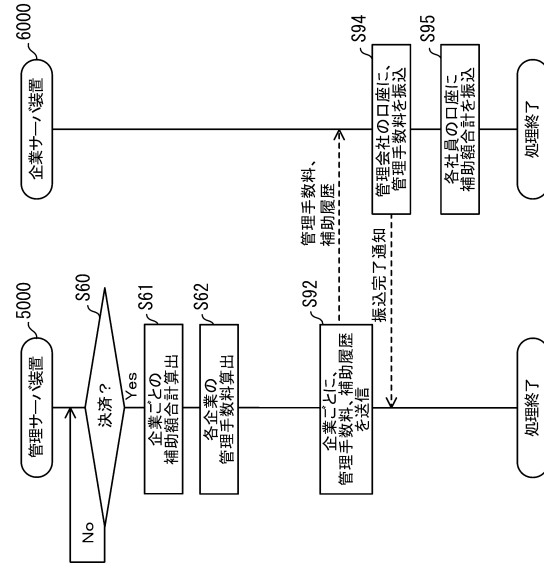 管理サーバ装置
5000
企業サーバ装置
6000
決済？
S60
No
Yes
企業ごとの
補助額合計算出
S61
各企業の
管理手数料算出
S62
企業ごとに、
管理手数料、補助履歴
を送信
S92
管理手数料、
補助履歴
管理会社の口座に、
管理手数料を振込
S94
振込完了通知
各社員の口座に
補助額合計を振込
S95
処理終了
処理終了